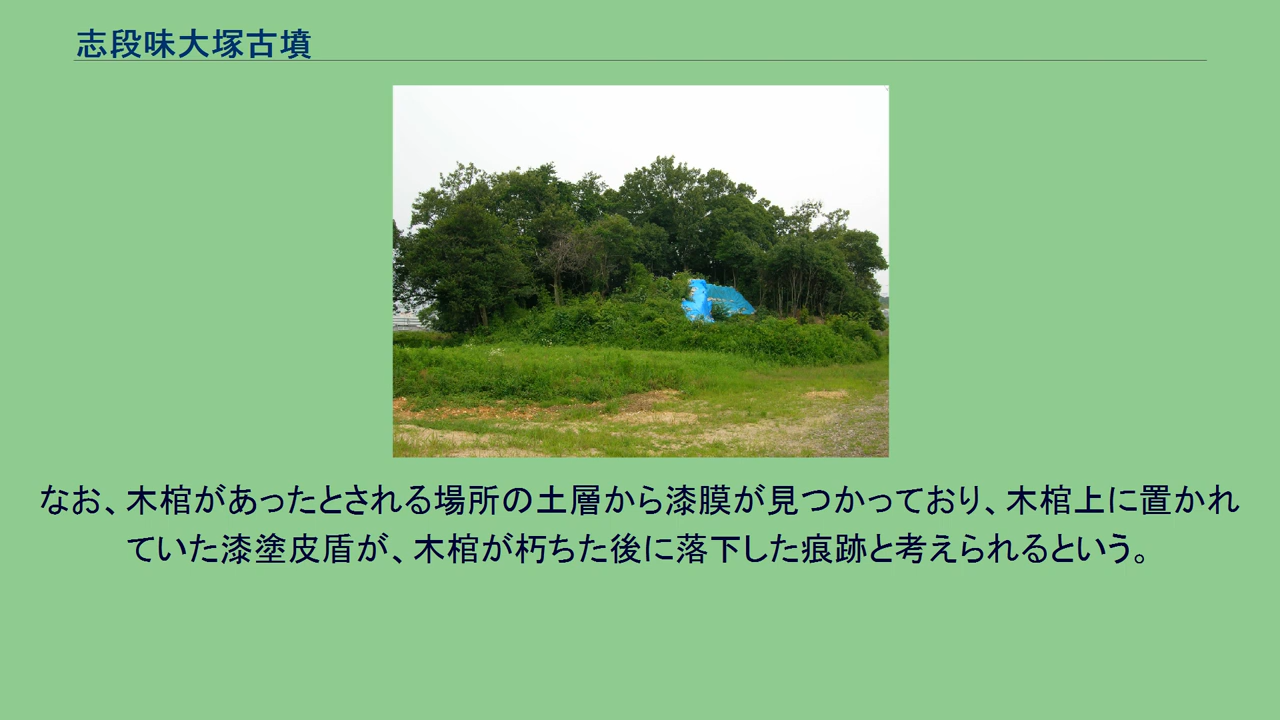 志段味大塚古墳
なお、木棺があったとされる場所の土層から漆膜が見つかっており、木棺上に置かれ
ていた漆塗皮盾が、木棺が朽ちた後に落下した痕跡と考えられるという。